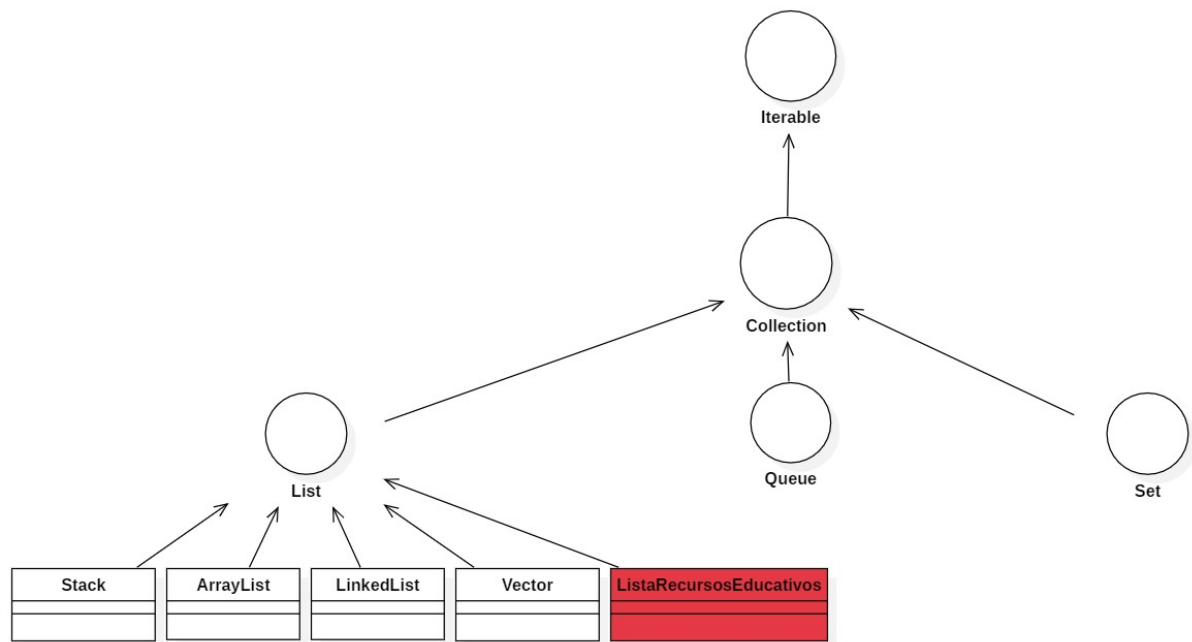 Iterable
Collection
List
Queue
Set
Stack
ArrayList
LinkedList
Vector
ListaRecursosEducativos